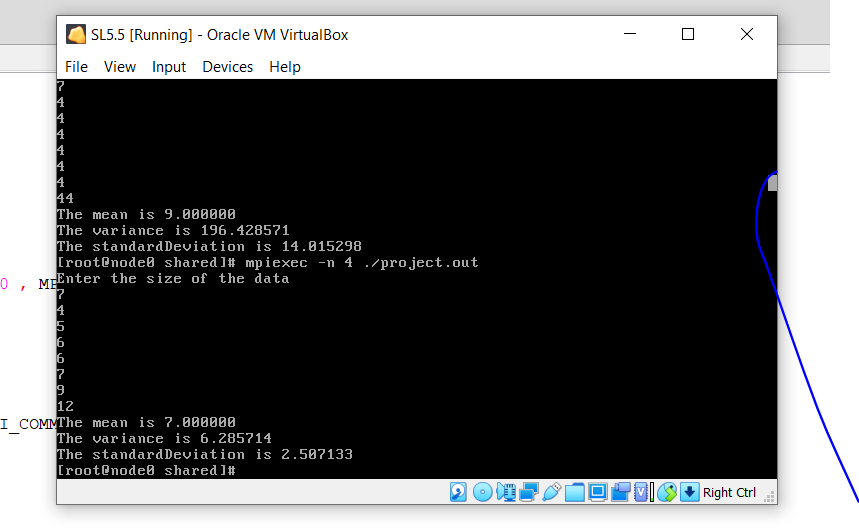 SL5.5 [Running] - Oracle VM VirtualBox
File View Input Devices Help
7
4
4
4
4
4
4
44
The mean is 9.000000
The variance is 196.428571
The standardDeviation is 14.015298
[root@node0 shared]# mpiexec -n 4 ./project.out
Enter the size of the data
0 , ME
7
4
5
6
6
7
9
12
I_COMM
The mean is 7.000000
The variance is 6.285714
The standardDeviation is 2.507133
[root@node0 shared]#
Right Ctrl